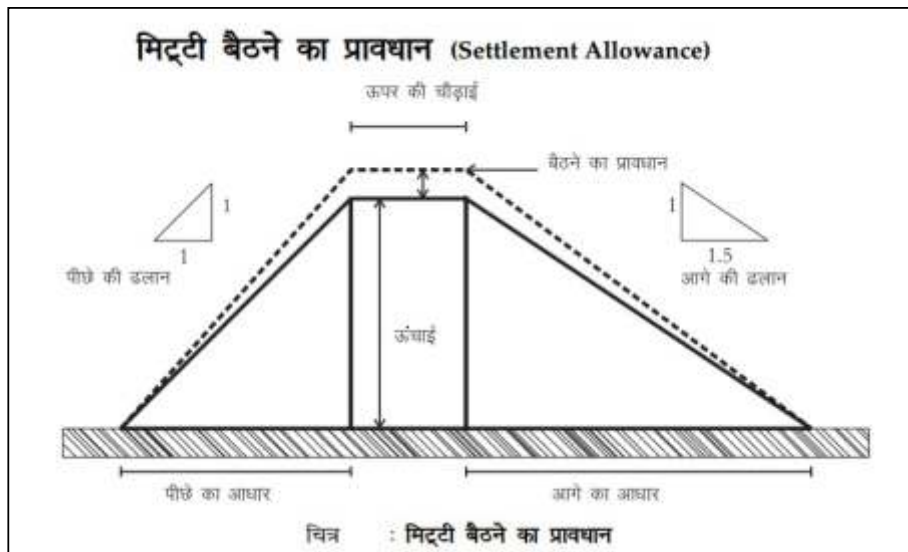 मिट्टी बैठने का प्रावधान (Settlement Allowance)
ऊपर की चौड़ाई
बैठने का प्रावधान
1
1
पीछे की ढलान
1
1.5
आगे की ढलान
ऊंचाई
पीछे का आधार
आगे का आधार
चित्र : मिट्टी बैठने का प्रावधान